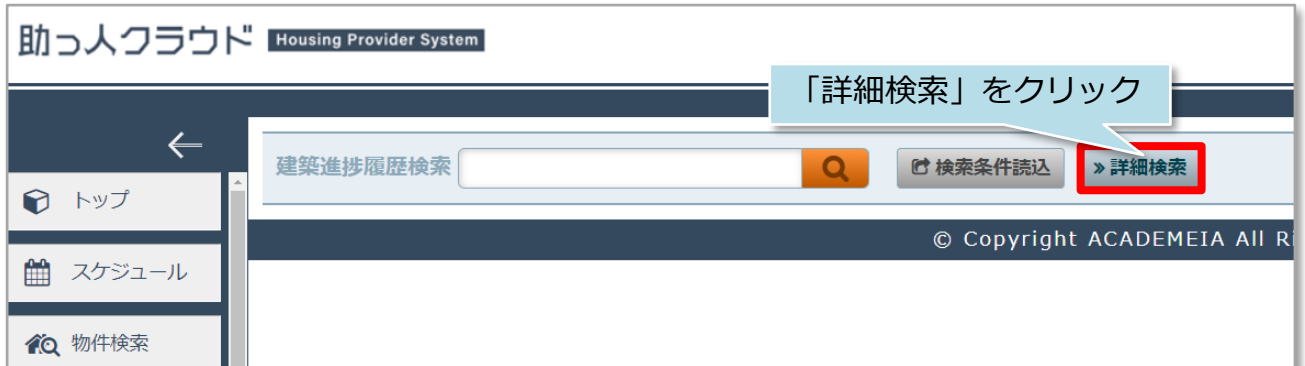 助っ人クラウド Housing Provider System
「詳細検索」をクリック
建築進捗履歴検索 検索条件読込 » 詳細検索
トップ
© Copyright ACADEMEIA All Ri
スケジュール
物件検索